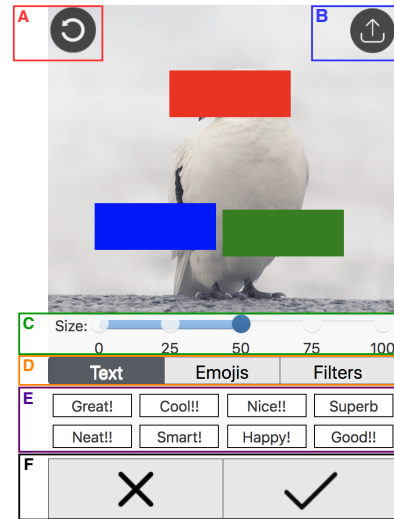 A
B
C
Size:
0 25 50 75 100
D
Text Emojis Filters
E
Great! Cool!! Nice!! Superb
Neat!! Smart! Happy! Good!!
F